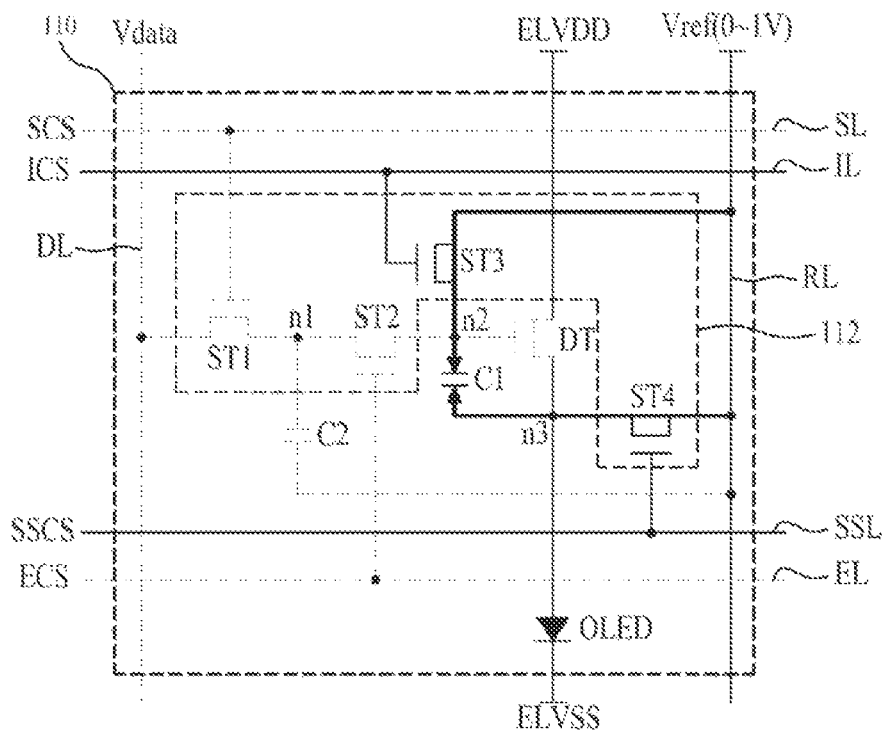 110
Vdata
ELVDD
Vref(0~1V)
SCS
SL
ICS
IL
DL
ST3
RL
n1
ST2
n2
DT
112
ST1
C1
ST4
C2
n3
SSCS
SSL
ECS
EL
OLED
ELVSS